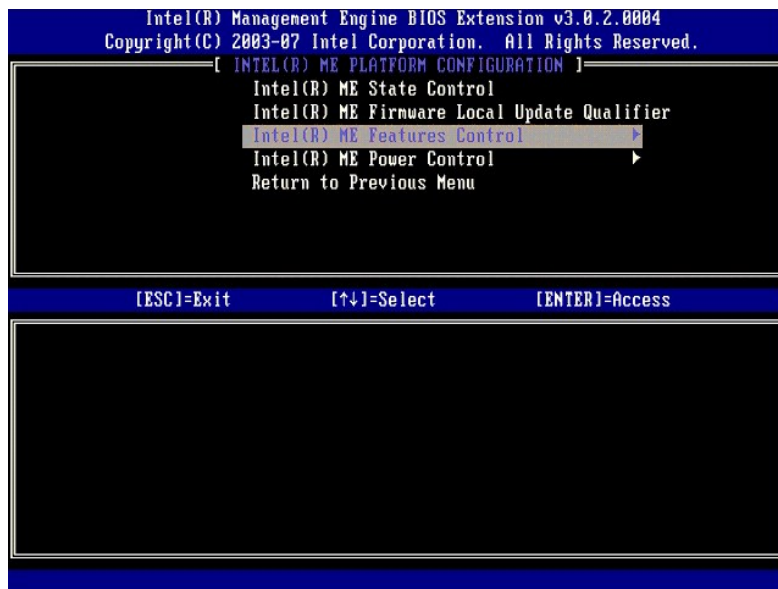 Intel(R) Management Engine BIOS Extension v3.0.2.0004
Copyright(C) 2003-07 Intel Corporation. All Rights Reserved.
[ INTEL(R) ME PLATFORM CONFIGURATION ]
Intel(R) ME State Control
Intel(R) ME Firmware Local Update Qualifier
Intel(R) ME Features Control ►
Intel(R) ME Power Control ►
Return to Previous Menu
[ESC]=Exit [↑↓]=Select [ENTER]=Access